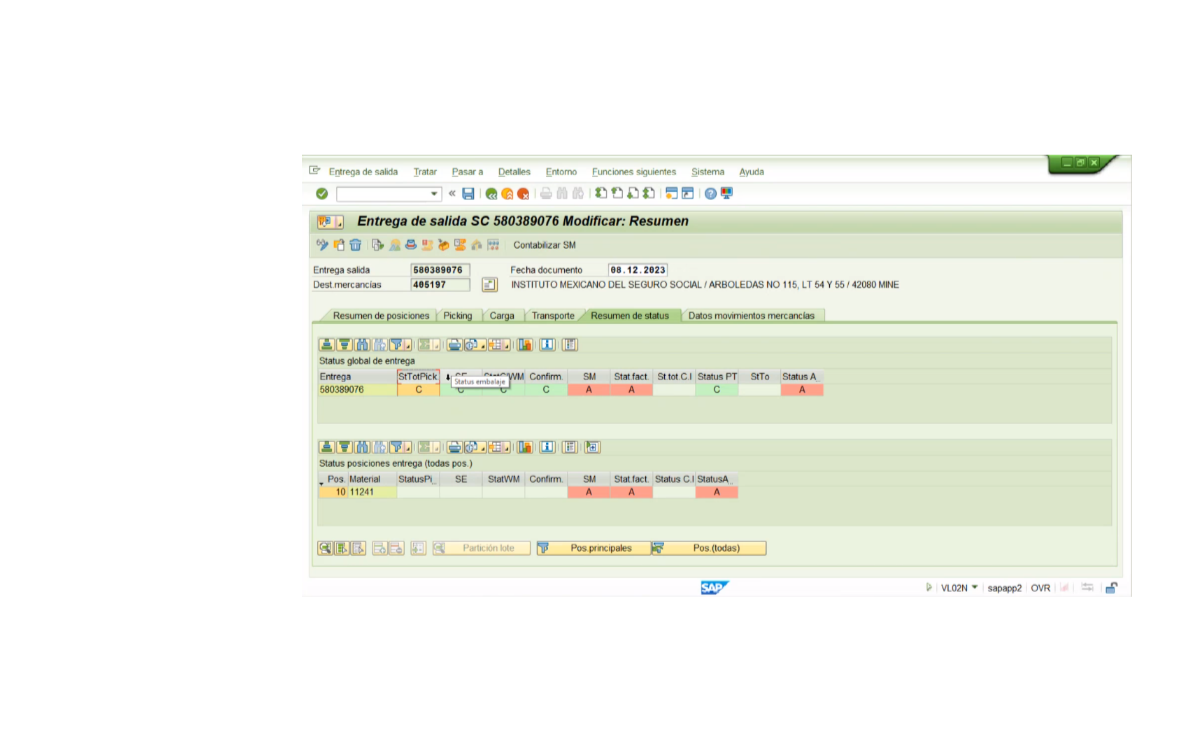 Entrega de salida Tratar Pasar a Detalles Entorno Funciones siguientes Sistema Ayuda
Entrega de salida SC 580389076 Modificar: Resumen
Contabilizar SM
Entrega salida 580389076 Fecha documento 08.12.2023
Dest.mercancías 405197 INSTITUTO MEXICANO DEL SEGURO SOCIAL / ARBOLEDAS NO 115, LT 54 Y 55 / 42080 MINE
Resumen de posiciones Picking Carga Transporte Resumen de status Datos movimientos mercancías
Status global de entrega
Entrega StTotPick SE WM Confirm. SM Stat.fact. St.tot.C.I Status PT StTo Status A
Status embalaje
580389076 C C C C A A C A
Status posiciones entrega (todas pos.)
Pos. Material StatusPi SE StatWM Confirm. SM Stat.fact. Status C.I StatusA
10 11241 A A A
Partición lote Pos.principales Pos.(todas)
SAP VL02N sapapp2 OVR